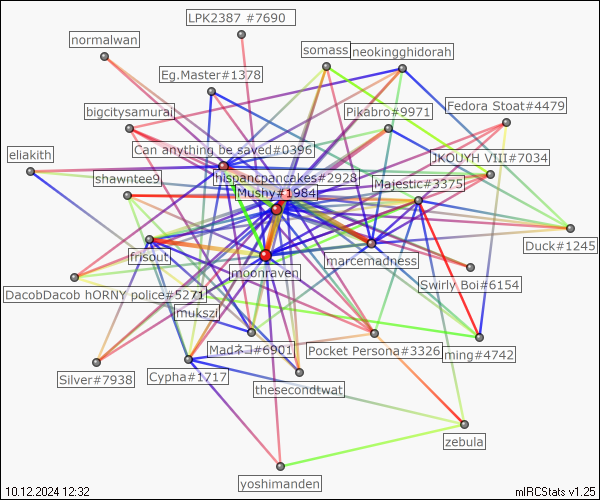 LPK2387 #7690
normalwan
somass
neokingghidorah
Eg.Master#1378
bigcitysamurai
Pikabro#9971
Fedora Stoat#4479
Can anything be saved#0396
eliakith
JKOUYH VIII#7034
shawntee9
hispancpancakes#2928
Majestic#3375
Mushy#1984
frisout
marcemadness
Duck#1245
moonraven
Swirly Boi#6154
DacobDacob hORNY police#5271
mukszi
Madネコ#6901
Pocket Persona#3326
ming#4742
Silver#7938
Cypha#1717
thesecondtwat
zebula
yoshimanden
10.12.2024 12:32
mIRCStats v1.25